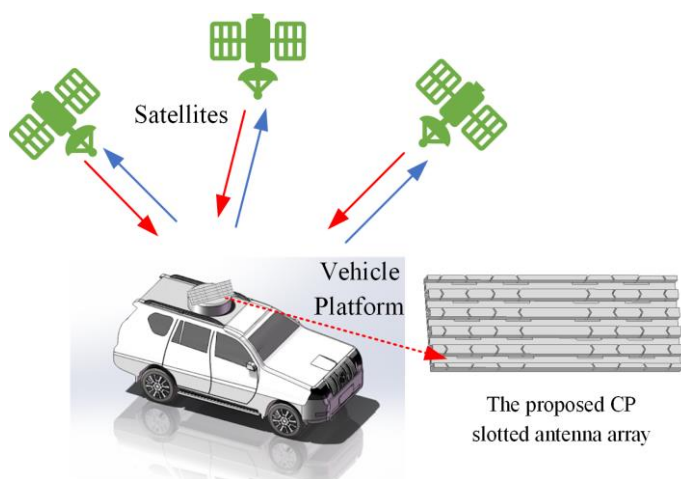 Satellites
Vehicle
Platform
The proposed CP
slotted antenna array